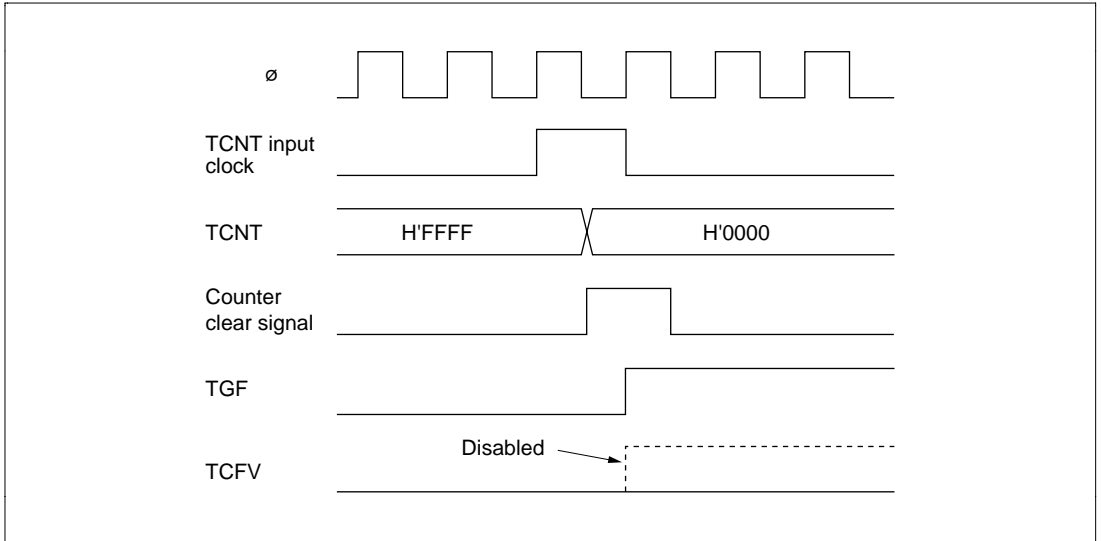 ø
TCNT input
clock
TCNT
H'FFFF
H'0000
Counter
clear signal
TGF
Disabled
TCFV